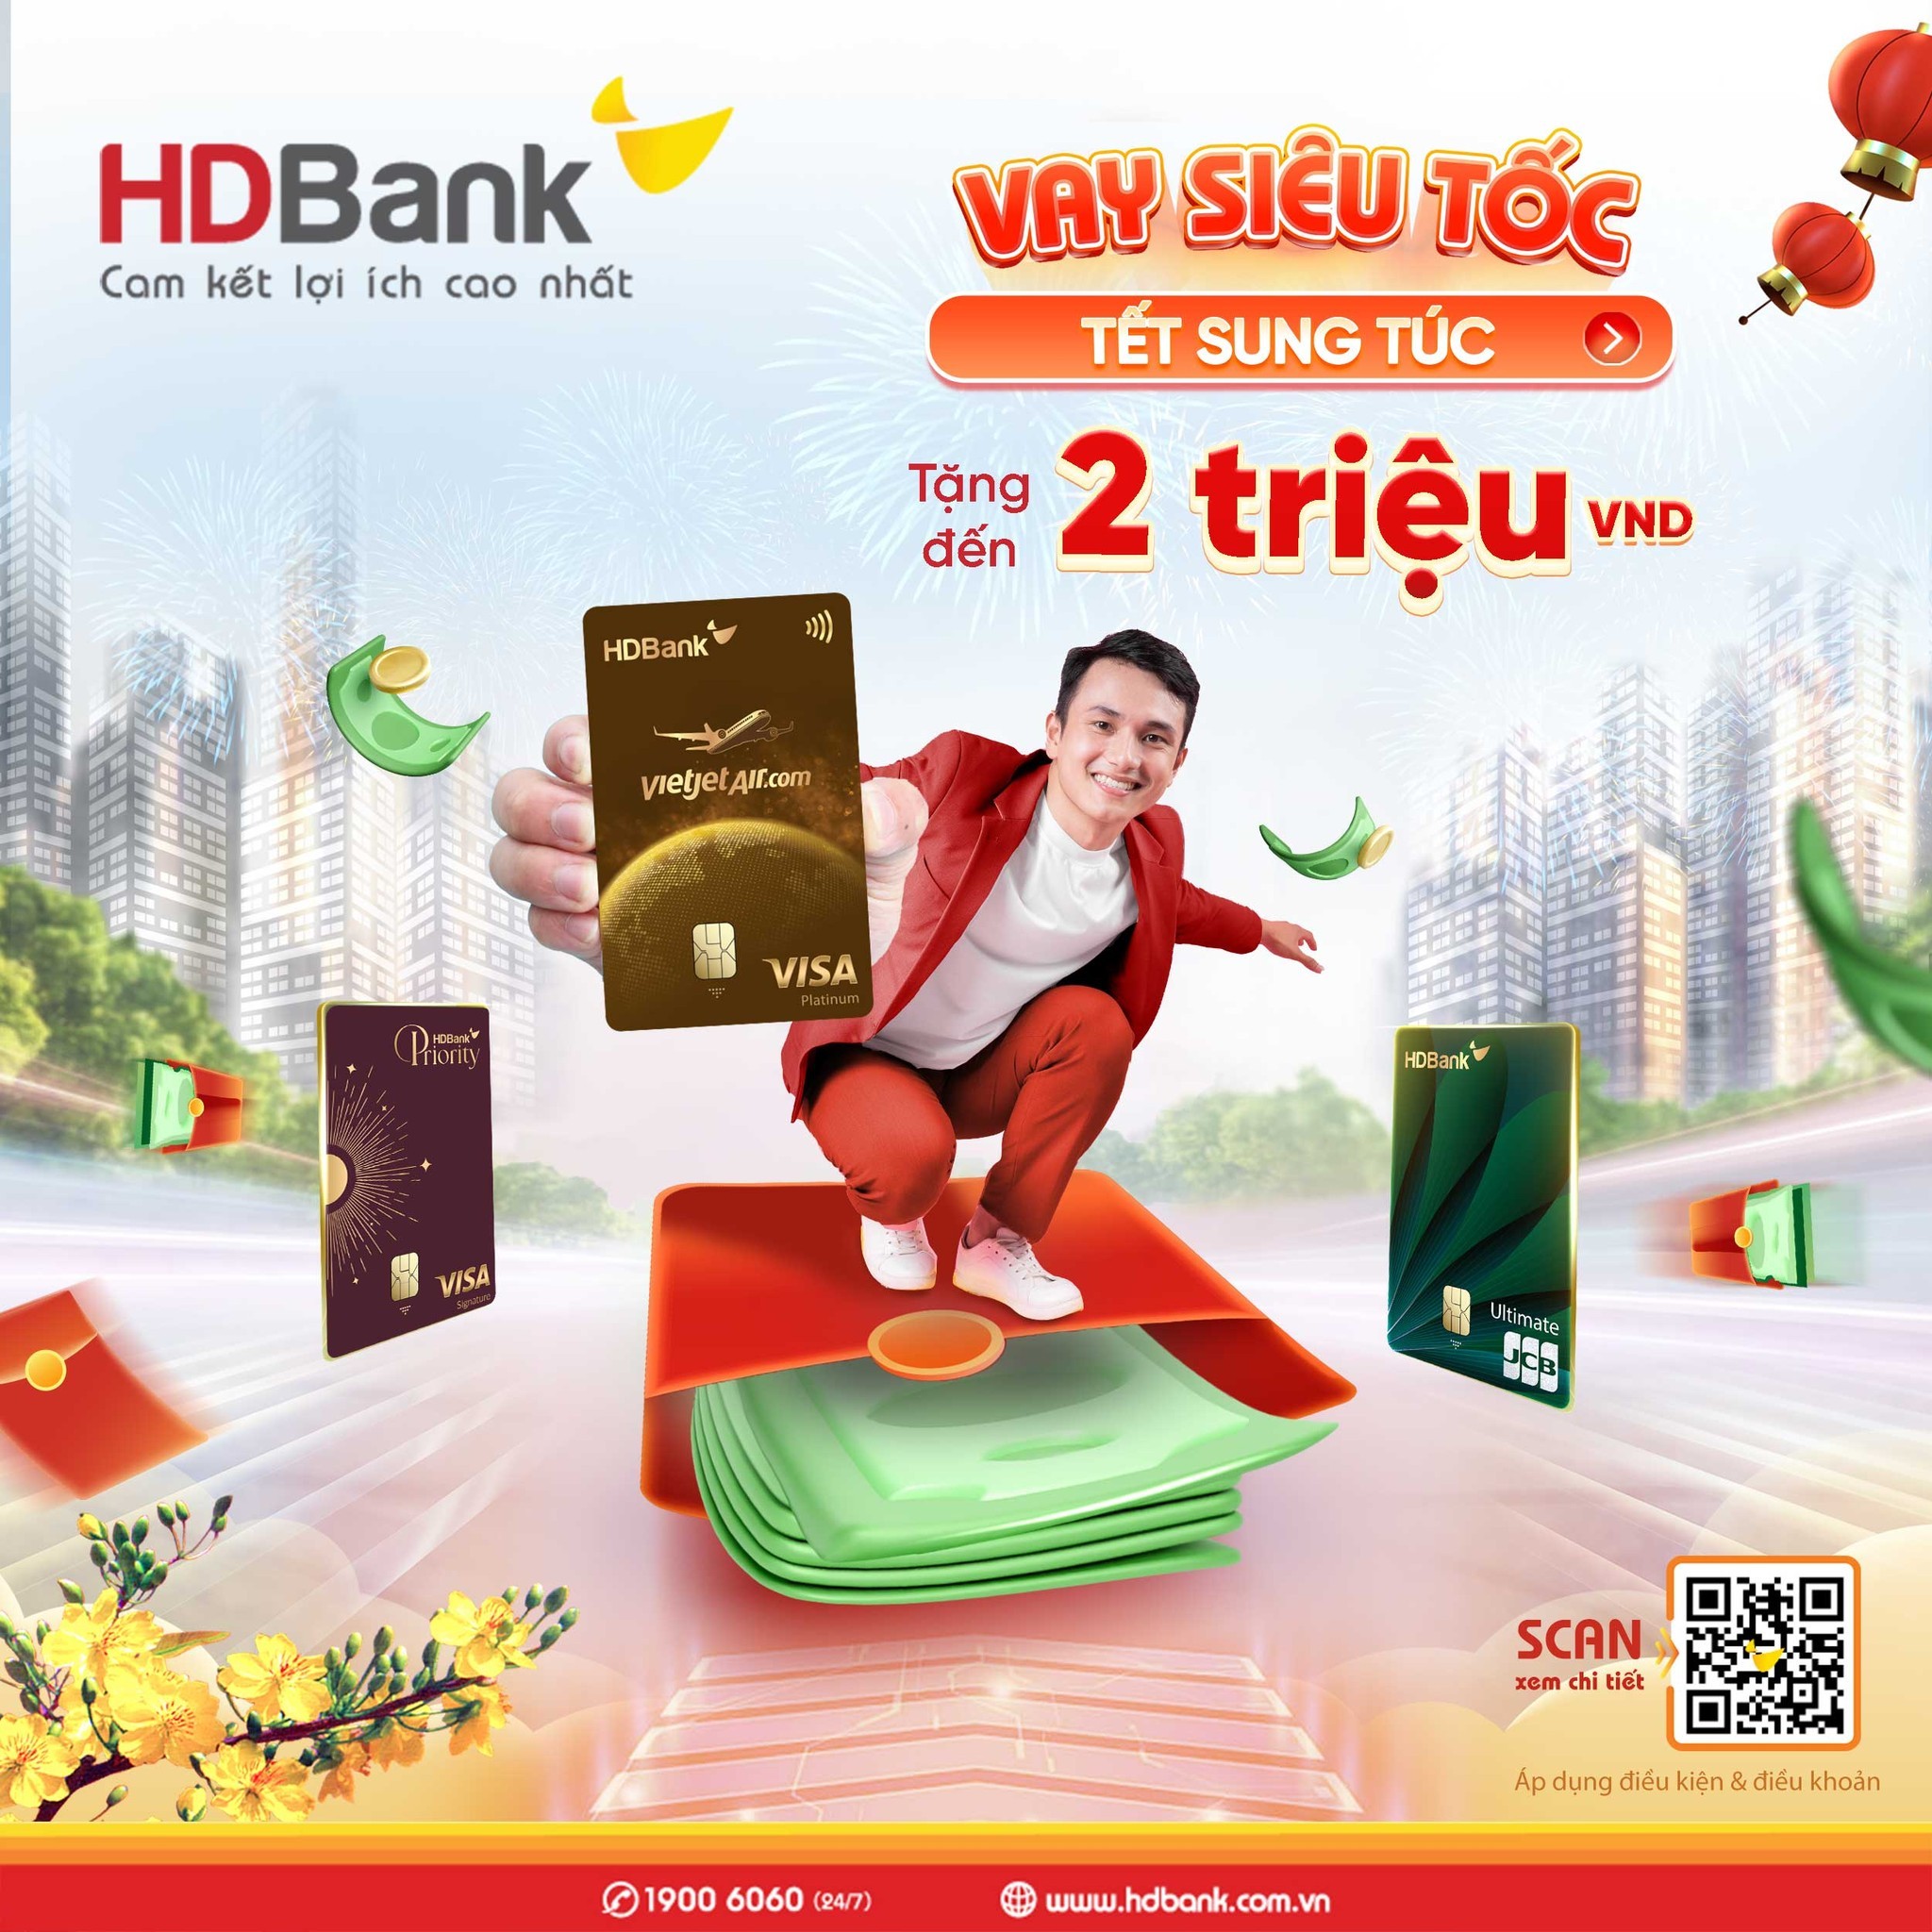 HDBank
Cam kết lợi ích cao nhất
VAY SIÊU TỐC
TẾT SUNG TÚC
Tặng đến 2 triệu VND
HDBank
vietjetAir.com
VISA
Platinum
HDBank
Priority
VISA
Signature
HDBank
Ultimate
JCB
SCAN
xem chi tiết
Áp dụng điều kiện & điều khoản
1900 6060 (24/7)
www.hdbank.com.vn